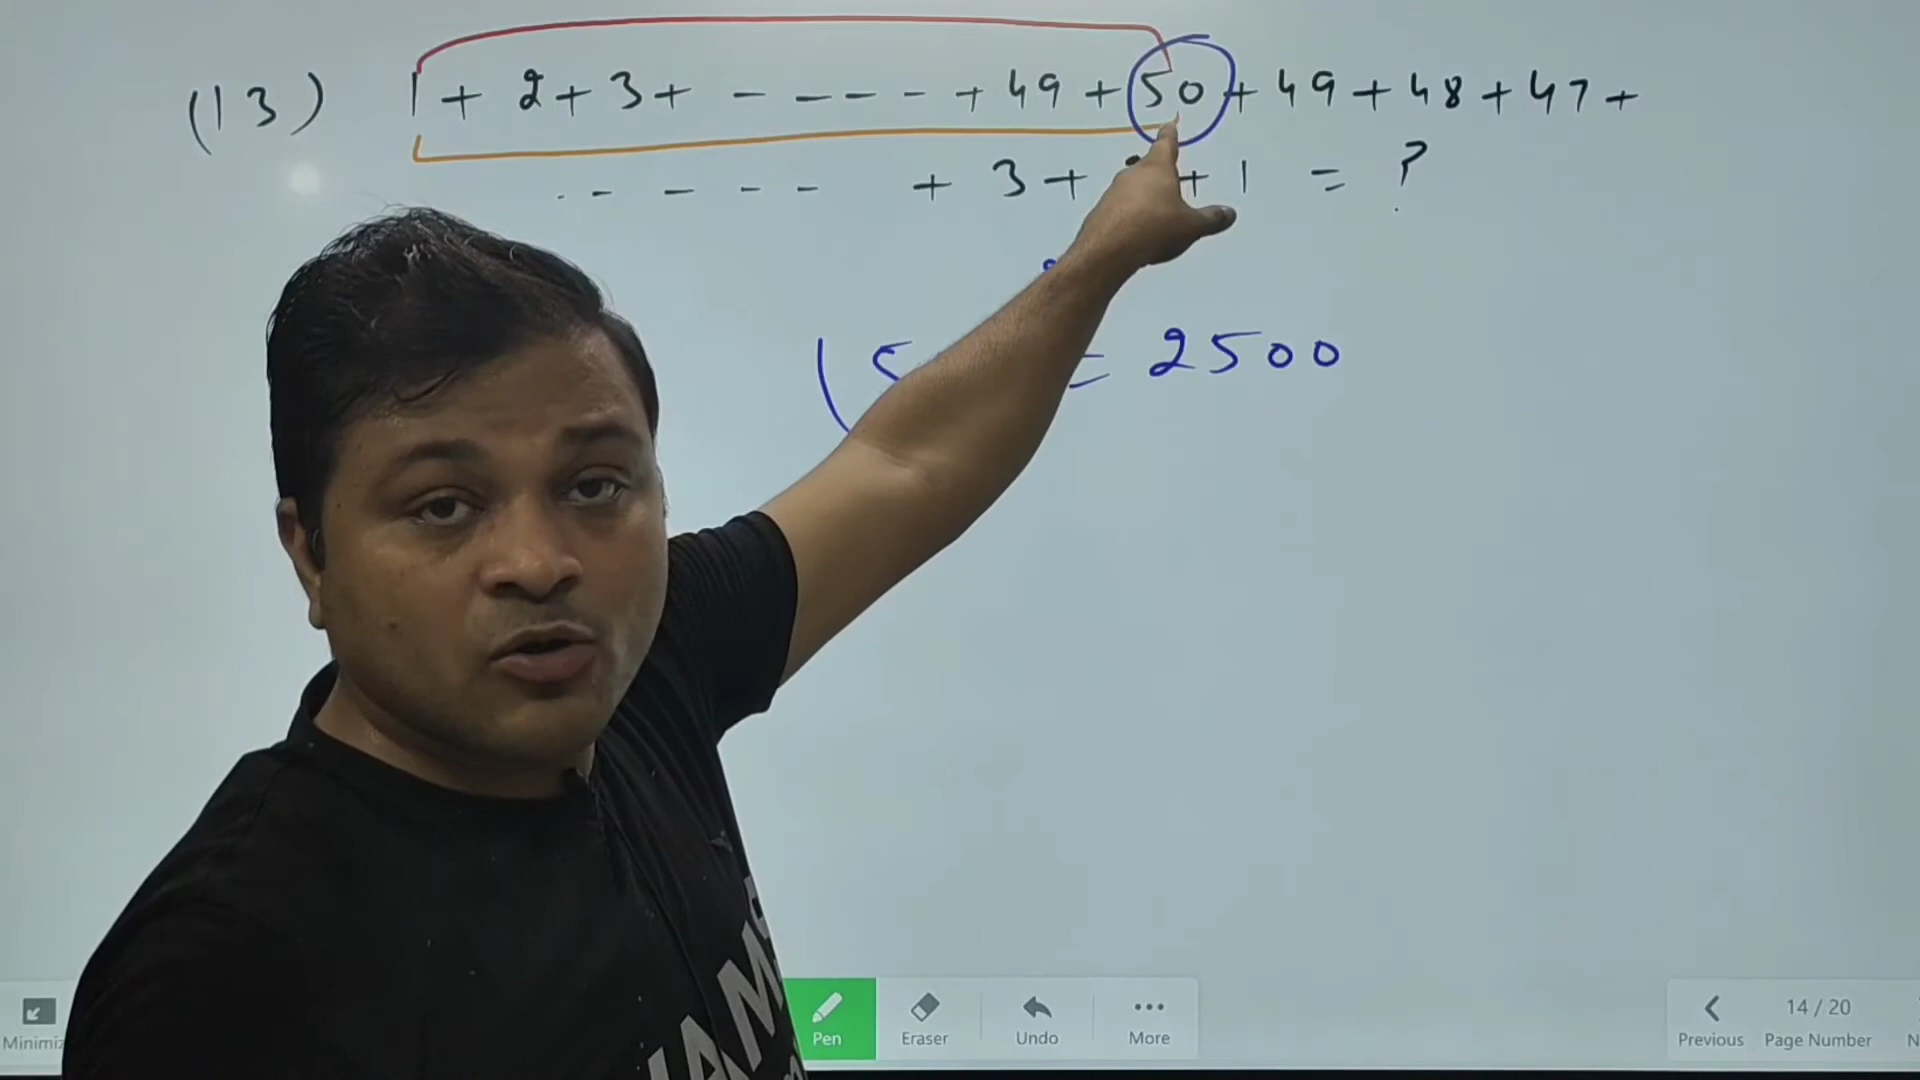 (13) 1 + 2 + 3 + - - - - - + 49 + 50 + 49 + 48 + 47 +
- - - - - + 3 + + 1 = ?
(5 = 2500
Pen
Eraser
Undo
More
Previous
14 / 20
Page Number